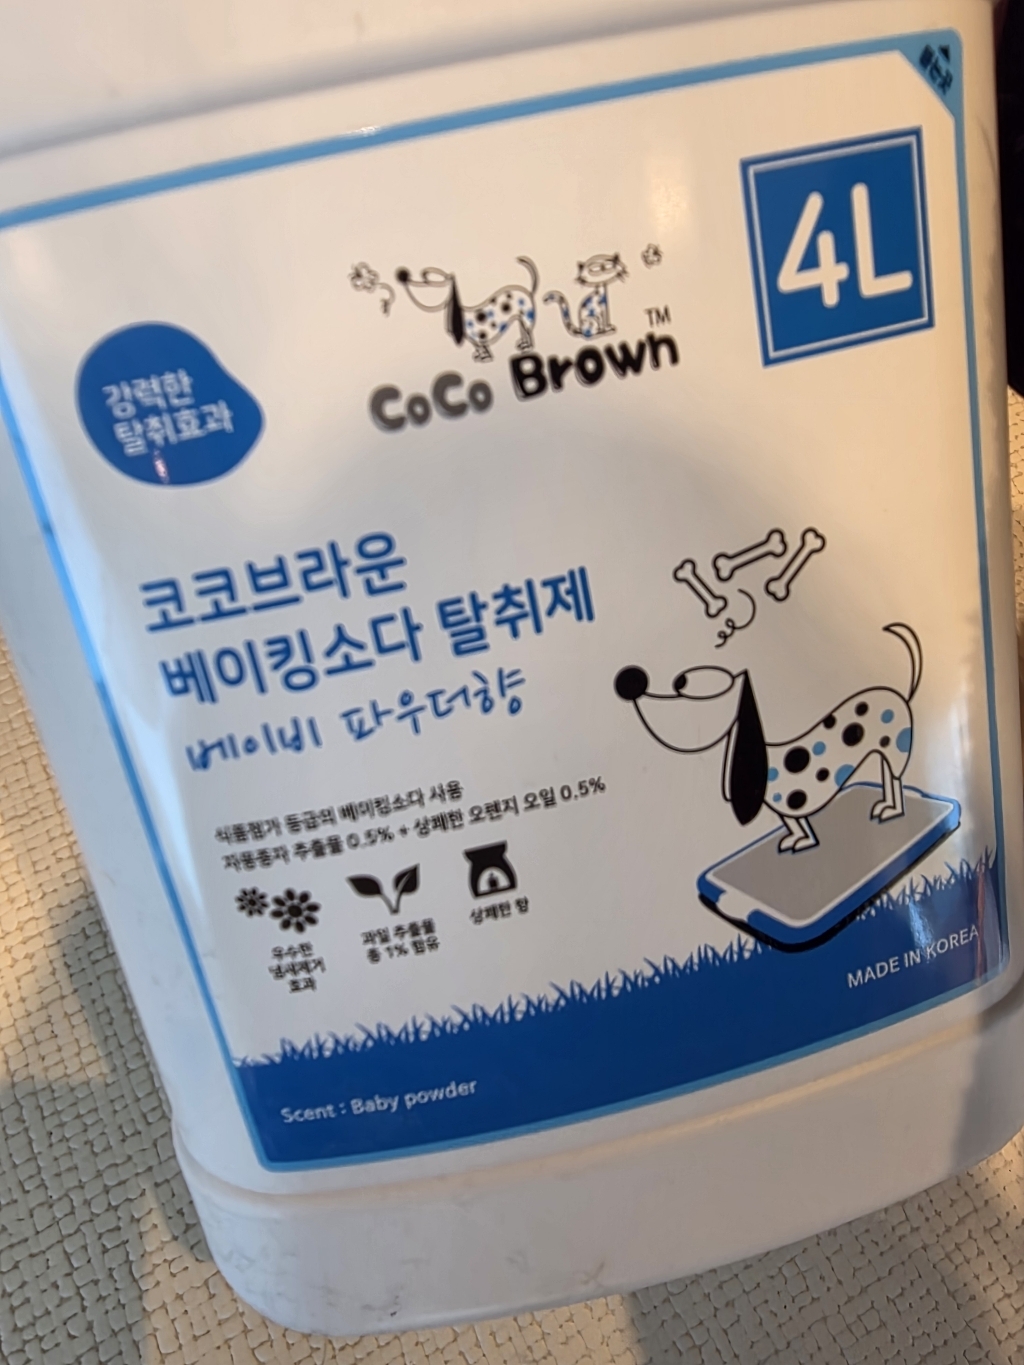 4L
TM
CoCo Brown
강력한
탈취효과
코코브라운
베이킹소다 탈취제
베이비 파우더향
식품첨가 등급의 베이킹소다 사용
자몽종자 추출물 0.5% + 상쾌한 오렌지 오일 0.5%
우수한
냄새제거
효과
과일 추출물
총 1% 함유
상쾌한 향
MADE IN KOREA
Scent : Baby powder